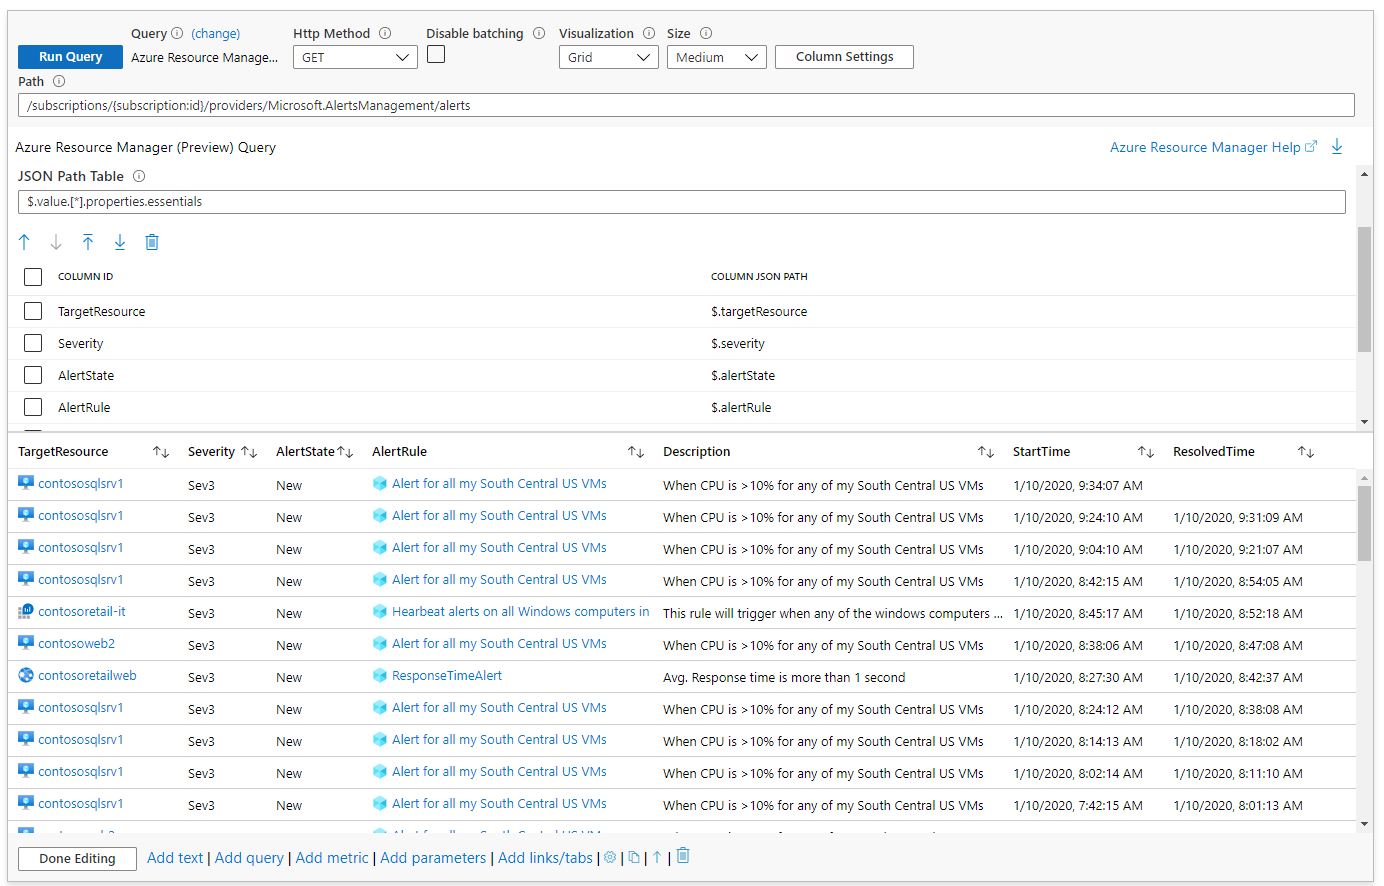 Query (change) Http Method Disable batching Visualization Size
Run Query Azure Resource Manage... GET Grid Medium Column Settings
Path
/subscriptions/{subscription:id}/providers/Microsoft.AlertsManagement/alerts
Azure Resource Manager (Preview) Query Azure Resource Manager Help
JSON Path Table
$.value.[*].properties.essentials
COLUMN ID COLUMN JSON PATH
TargetResource $.targetResource
Severity $.severity
AlertState $.alertState
AlertRule $.alertRule
TargetResource Severity AlertState AlertRule Description StartTime ResolvedTime
contososqlsrv1 Sev3 New Alert for all my South Central US VMs When CPU is >10% for any of my South Central US VMs 1/10/2020, 9:34:07 AM
contososqlsrv1 Sev3 New Alert for all my South Central US VMs When CPU is >10% for any of my South Central US VMs 1/10/2020, 9:24:10 AM 1/10/2020, 9:31:09 AM
contososqlsrv1 Sev3 New Alert for all my South Central US VMs When CPU is >10% for any of my South Central US VMs 1/10/2020, 9:04:10 AM 1/10/2020, 9:21:07 AM
contososqlsrv1 Sev3 New Alert for all my South Central US VMs When CPU is >10% for any of my South Central US VMs 1/10/2020, 8:42:15 AM 1/10/2020, 8:54:05 AM
contosoretail-it Sev3 New Hearbeat alerts on all Windows computers in This rule will trigger when any of the windows computers ... 1/10/2020, 8:45:17 AM 1/10/2020, 8:52:18 AM
contosoweb2 Sev3 New Alert for all my South Central US VMs When CPU is >10% for any of my South Central US VMs 1/10/2020, 8:38:06 AM 1/10/2020, 8:47:08 AM
contosoretailweb Sev3 New ResponseTimeAlert Avg. Response time is more than 1 second 1/10/2020, 8:27:30 AM 1/10/2020, 8:42:37 AM
contososqlsrv1 Sev3 New Alert for all my South Central US VMs When CPU is >10% for any of my South Central US VMs 1/10/2020, 8:24:12 AM 1/10/2020, 8:38:08 AM
contososqlsrv1 Sev3 New Alert for all my South Central US VMs When CPU is >10% for any of my South Central US VMs 1/10/2020, 8:14:13 AM 1/10/2020, 8:18:02 AM
contososqlsrv1 Sev3 New Alert for all my South Central US VMs When CPU is >10% for any of my South Central US VMs 1/10/2020, 8:02:14 AM 1/10/2020, 8:11:10 AM
contososqlsrv1 Sev3 New Alert for all my South Central US VMs When CPU is >10% for any of my South Central US VMs 1/10/2020, 7:42:15 AM 1/10/2020, 8:01:13 AM
Done Editing Add text | Add query | Add metric | Add parameters | Add links/tabs | | | |